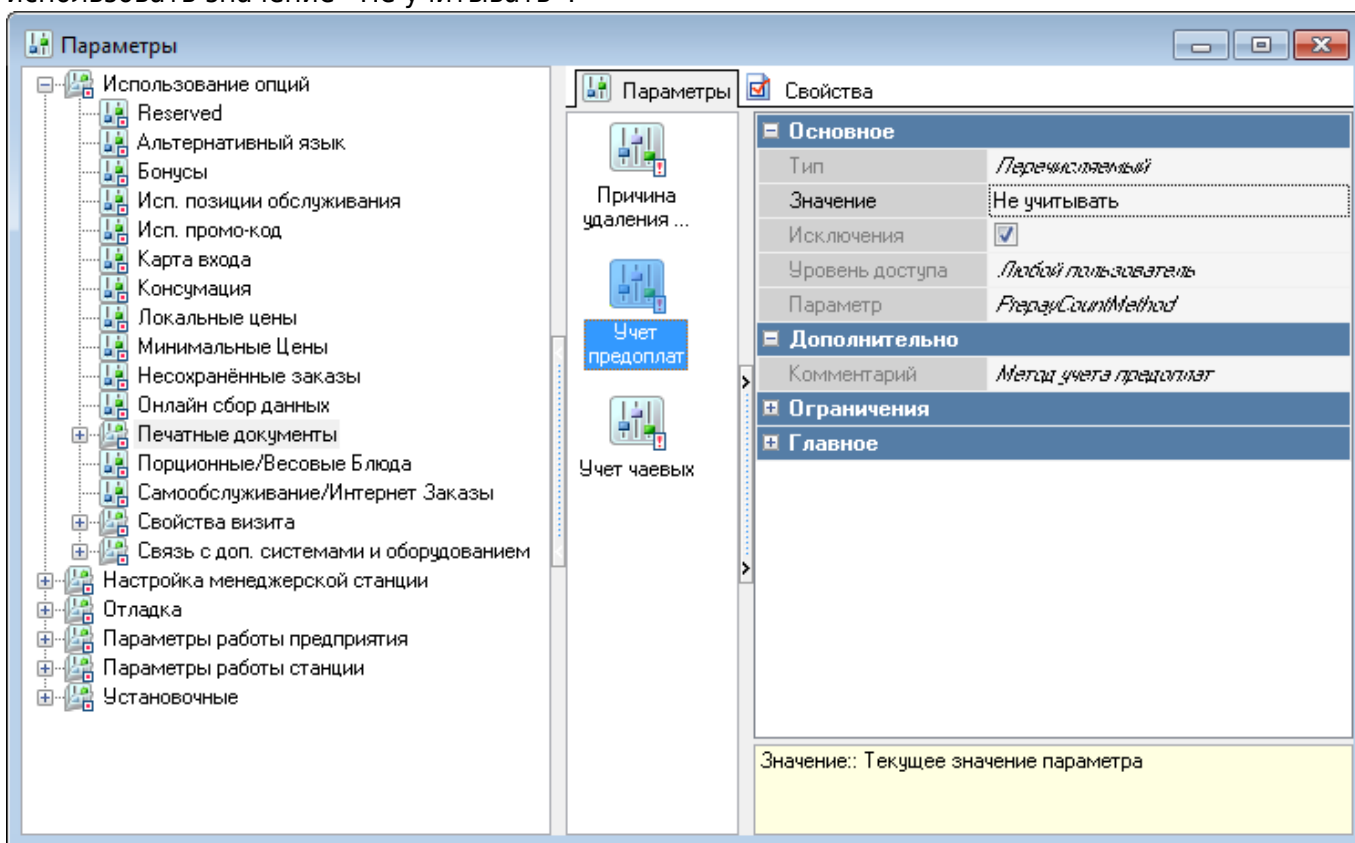 использовать значение "Не учитывать".
Параметры
Использование опций
Reserved
Альтернативный язык
Бонусы
Исп. позиции обслуживания
Исп. промо-код
Карта входа
Консумация
Локальные цены
Минимальные Цены
Несохранённые заказы
Онлайн сбор данных
Печатные документы
Порционные/Весовые Блюда
Самообслуживание/Интернет Заказы
Свойства визита
Связь с доп. системами и оборудованием
Настройка менеджерской станции
Отладка
Параметры работы предприятия
Параметры работы станции
Установочные
Параметры
Свойства
Причина
удаления ...
Учет
предоплат
Учет чаевых
Основное
Тип Перечисляемый
Значение Не учитывать
Исключения
Уровень доступа Любой пользователь
Параметр PrepayCountMethod
Дополнительно
Комментарий Метод учета предоплат
Ограничения
Главное
Значение:: Текущее значение параметра